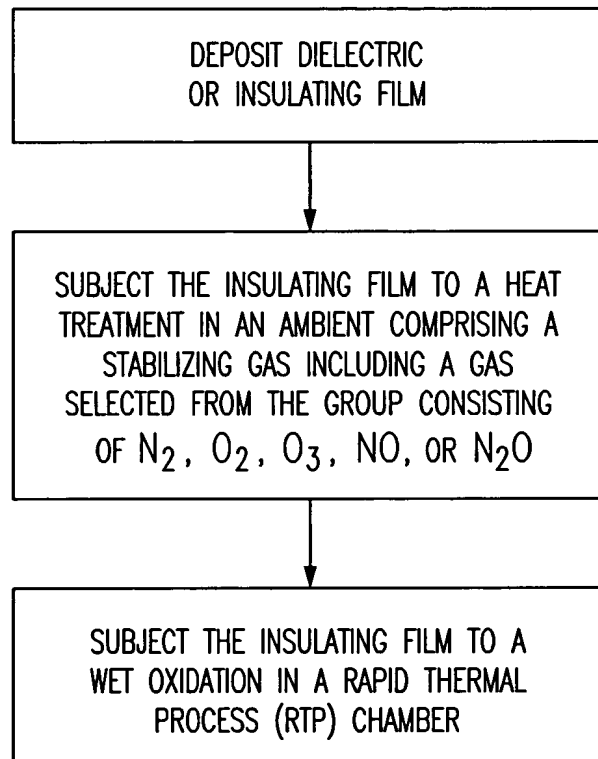 DEPOSIT DIELECTRIC
OR INSULATING FILM
SUBJECT THE INSULATING FILM TO A HEAT
TREATMENT IN AN AMBIENT COMPRISING A
STABILIZING GAS INCLUDING A GAS
SELECTED FROM THE GROUP CONSISTING
OF N2, O2, O3, NO, OR N2O
SUBJECT THE INSULATING FILM TO A
WET OXIDATION IN A RAPID THERMAL
PROCESS (RTP) CHAMBER